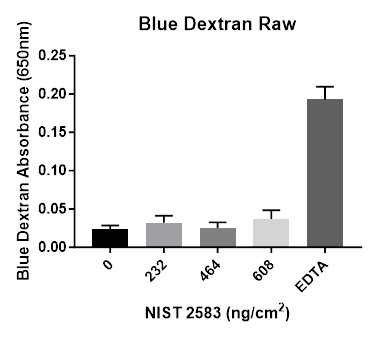 Blue Dextran Raw
Blue Dextran Absorbance (650nm)
0.25
0.20
0.15
0.10
0.05
0.00
0
232
464
608
EDTA
NIST 2583 (ng/cm²)